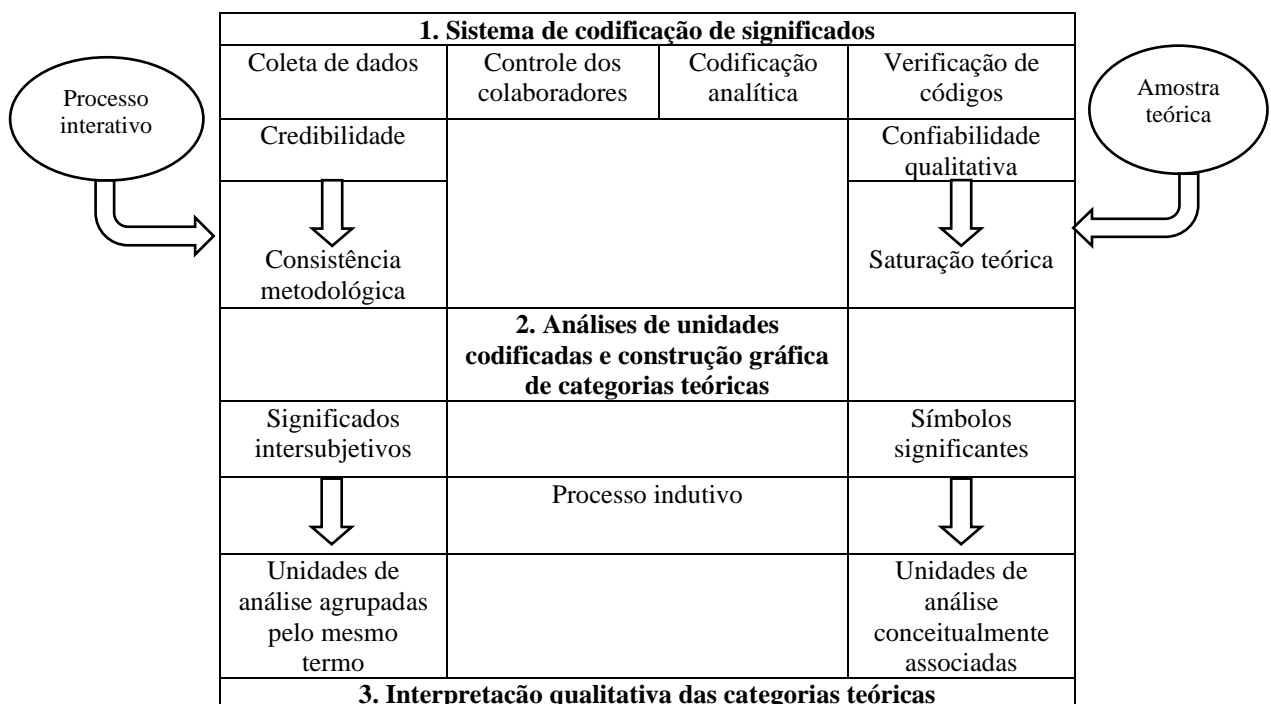 1. Sistema de codificação de significados
Coleta de dados
Controle dos
colaboradores
Codificação
analítica
Verificação de
códigos
Processo
interativo
Amostra
teórica
Credibilidade
Confiabilidade
qualitativa
Consistência
metodológica
Saturação teórica
2. Análises de unidades
codificadas e construção gráfica
de categorias teóricas
Significados
intersubjetivos
Símbolos
significantes
Processo indutivo
Unidades de
análise agrupadas
pelo mesmo
termo
Unidades de
análise
conceitualmente
associadas
3. Interpretação qualitativa das categorias teóricas